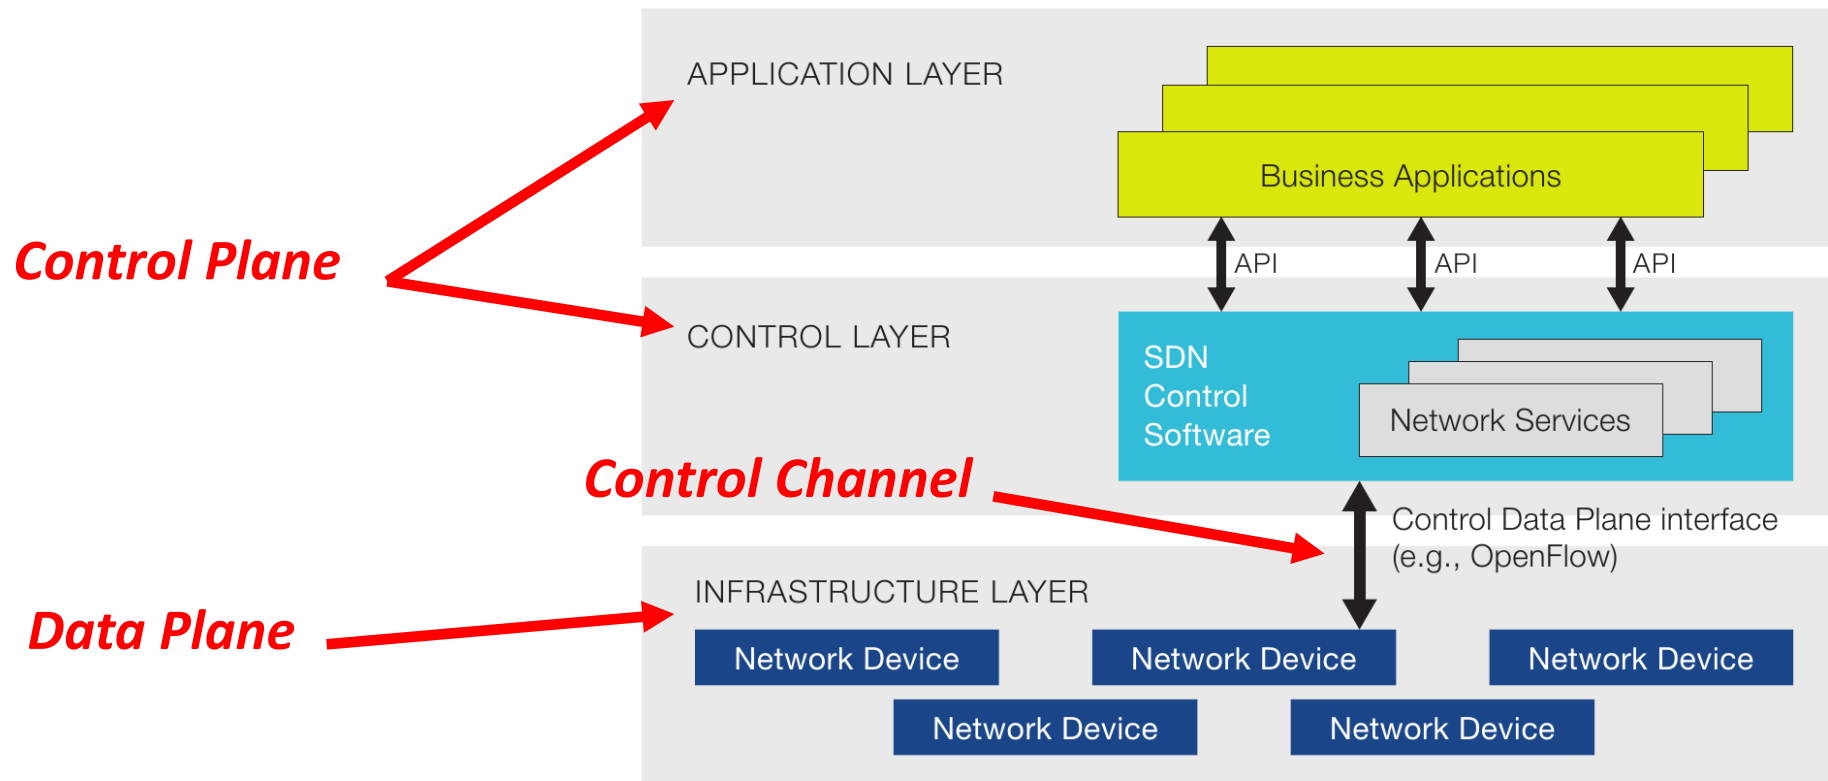 APPLICATION LAYER
Business Applications
API
API
API
Control Plane
CONTROL LAYER
SDN
Control
Software
Network Services
Control Channel
Control Data Plane interface
(e.g., OpenFlow)
INFRASTRUCTURE LAYER
Data Plane
Network Device
Network Device
Network Device
Network Device
Network Device